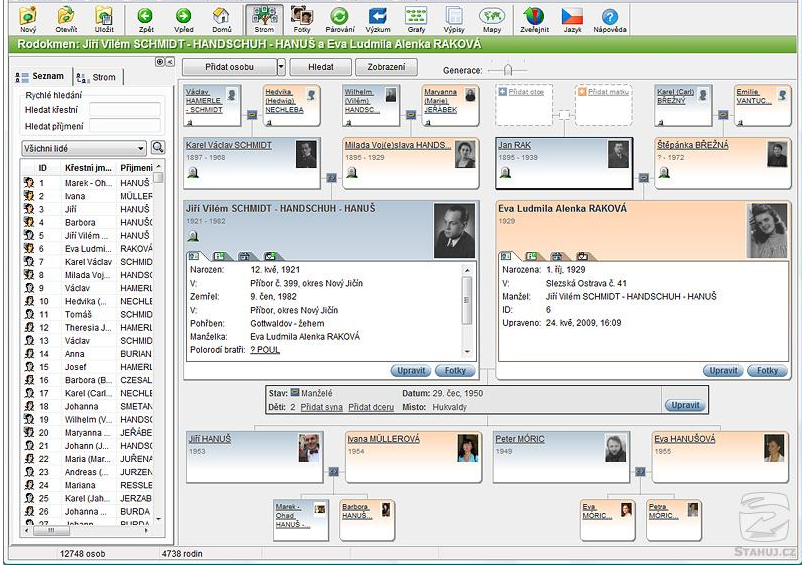 Nový Otevřít Uložit Zpět Vpřed Domů Strom Fotky Párování Výzkum Grafy Výpisy Mapy Zveřejnit Jazyk Nápověda
Rodokmen: Jiří Vilém SCHMIDT - HANDSCHUH - HANUŠ a Eva Ludmila Alenka RAKOVÁ
Seznam Strom
Rychlé hledání
Hledat křestní
Hledat příjmení
Všichni lidé
ID Křestní jm... Příjmení
1 Marek - Oh... HANUŠ
2 Ivana MÜLLER
3 Jiří HANUŠ
4 Barbora HANUŠO
5 Jiří Vilém ... HANUŠ
6 Eva Ludmi... RAKOVÁ
7 Karel Václav SCHMID
8 Milada Voj... HANDSC
9 Václav HAMERL
10 Hedvika (... NECHLE
11 Tomáš SCHMID
12 Theresia J... HAMERL
13 Václav SCHMID
14 Anna BURIAN
15 Josef HAMERL
16 Barbora (B... CZESAL
17 Karel (Carl... NECHLE
18 Johanna SMETAN
19 Wilhelm (V... HANDSC
20 Maryanna ... JEŘÁBE
21 Johann (J... HANDSC
22 Maria (Mar... JUŘENA
23 Andreas (... JURZEN
24 Mariana RESSLE
25 Karel (Jah... JERZAB
26 Johanna ... BURDA
27 Johann BURDA
12748 osob 4738 rodin
Přidat osobu Hledat Zobrazení Generace:
Václav
HAMERLE
- SCHMIDT
Hedvika
(Hedwig)
NECHLEBA
Wilhelm
(Vilém)
HANDSC...
Maryanna
(Marie)
JEŘÁBEK
Přidat otce
Přidat matku
Karel (Carl)
BŘEŽNÝ
Emilie
VANTUC...
Karel Václav SCHMIDT
1897 - 1968
Milada Voj(e)slava HANDS...
1895 - 1929
Jan RAK
1895 - 1939
Štěpánka BŘEŽNÁ
? - 1972
Jiří Vilém SCHMIDT - HANDSCHUH - HANUŠ
1921 - 1982
Narozen: 12. kvě, 1921
V: Příbor č. 399, okres Nový Jičín
Zemřel: 9. čen, 1982
V: Příbor, okres Nový Jičín
Pohřben: Gottwaldov - žehem
Manželka: Eva Ludmila Alenka RAKOVÁ
Polorodí bratři: ? POUL
Upravit Fotky
Eva Ludmila Alenka RAKOVÁ
1929
Narozena: 1. říj, 1929
V: Slezská Ostrava č. 41
Manžel: Jiří Vilém SCHMIDT - HANDSCHUH - HANUŠ
ID: 6
Upraveno: 24. kvě, 2009, 16:09
Upravit Fotky
Stav: Manželé Datum: 29. čec, 1950
Děti: 2 Přidat syna Přidat dceru Místo: Hukvaldy
Upravit
Jiří HANUŠ
1953
Ivana MÜLLEROVÁ
1954
Peter MÓRIC
1949
Eva HANUŠOVÁ
1955
Marek -
Ohad
HANUŠ -...
Barbora
HANUŠ...
Eva
MÓRIC...
Petra
MÓRIC...
STAHUJ.CZ